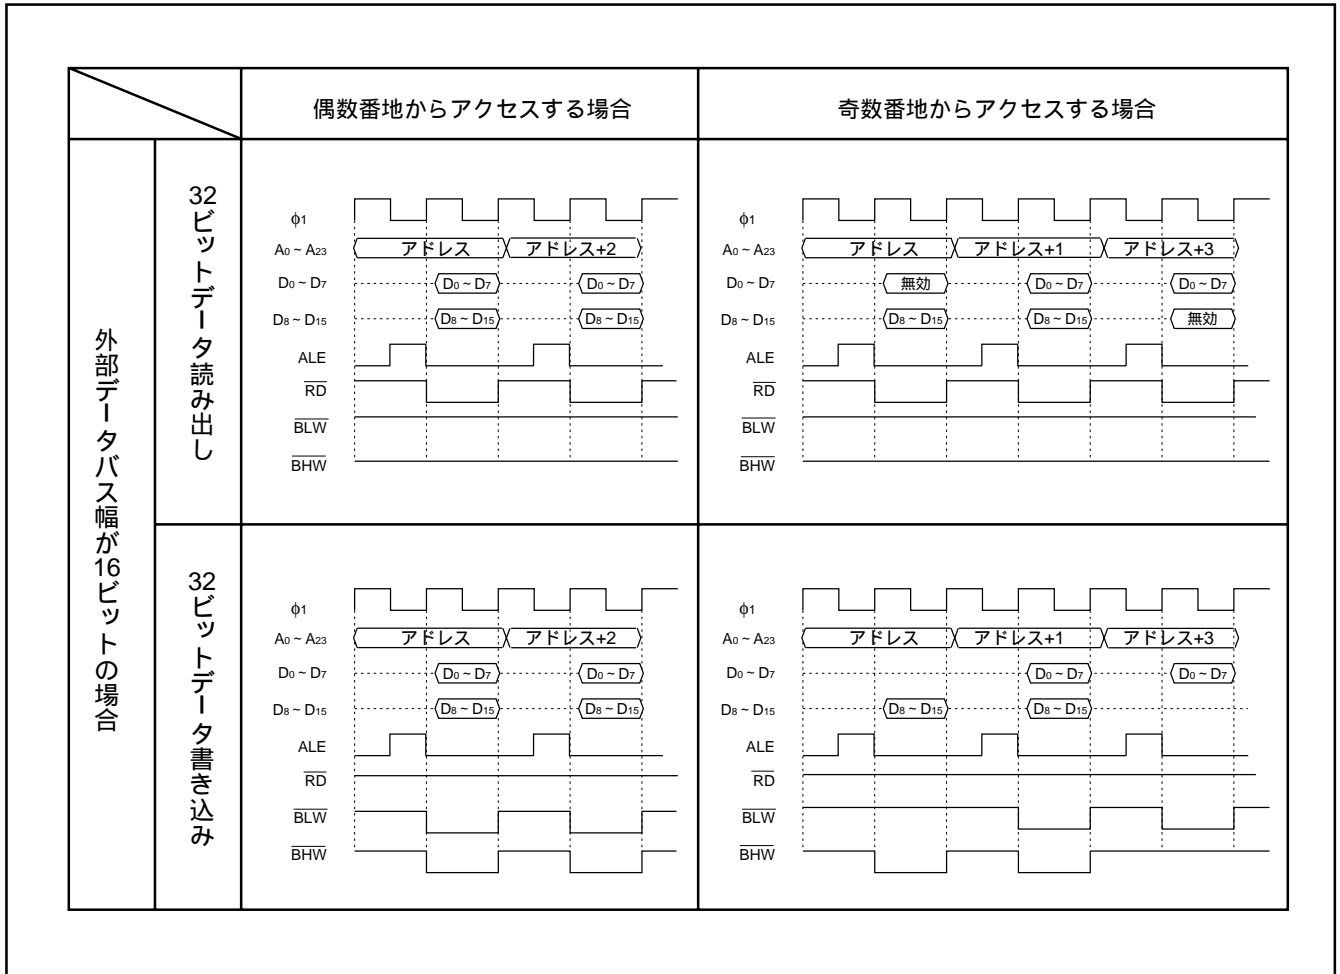 偶数番地からアクセスする場合
奇数番地からアクセスする場合
外部データバス幅が16ビットの場合
32ビットデータ読み出し
φ1
A0 ~ A23
アドレス
アドレス+2
D0 ~ D7
D0 ~ D7
D0 ~ D7
D8 ~ D15
D8 ~ D15
D8 ~ D15
ALE
RD
BLW
BHW
φ1
A0 ~ A23
アドレス
アドレス+1
アドレス+3
D0 ~ D7
無効
D0 ~ D7
D0 ~ D7
D8 ~ D15
D8 ~ D15
D8 ~ D15
無効
ALE
RD
BLW
BHW
32ビットデータ書き込み
φ1
A0 ~ A23
アドレス
アドレス+2
D0 ~ D7
D0 ~ D7
D0 ~ D7
D8 ~ D15
D8 ~ D15
D8 ~ D15
ALE
RD
BLW
BHW
φ1
A0 ~ A23
アドレス
アドレス+1
アドレス+3
D0 ~ D7
D0 ~ D7
D0 ~ D7
D8 ~ D15
D8 ~ D15
D8 ~ D15
ALE
RD
BLW
BHW